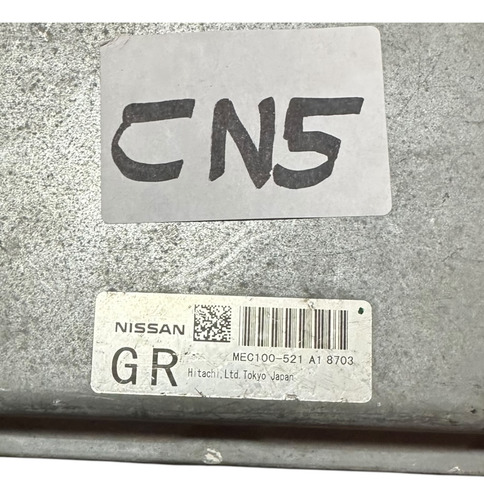 CN5
NISSAN
MEC100-521 A1 8703
GR
Hitachi,Ltd.Tokyo Japan